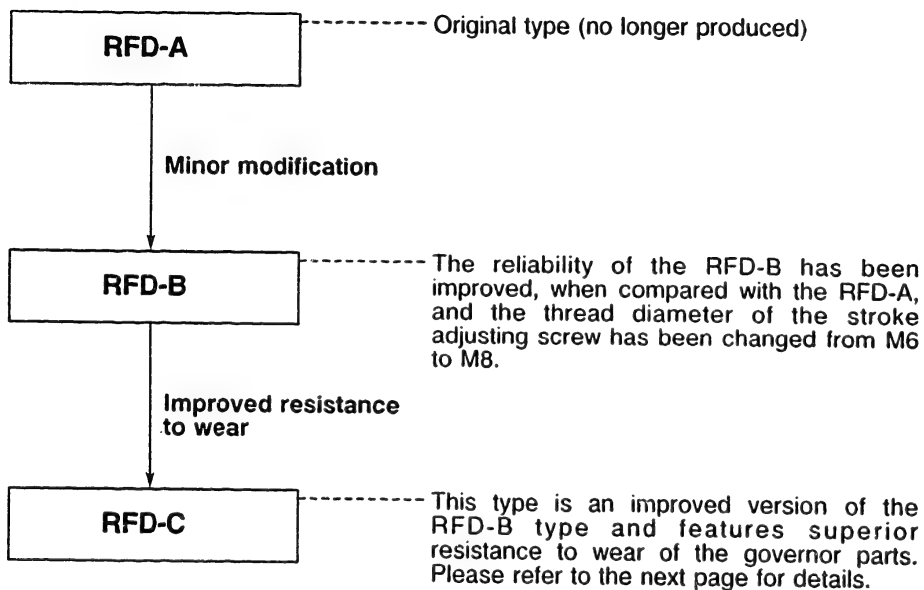 RFD-A
Original type (no longer produced)
Minor modification
RFD-B
The reliability of the RFD-B has been
improved, when compared with the RFD-A,
and the thread diameter of the stroke
adjusting screw has been changed from M6
to M8.
Improved resistance
to wear
RFD-C
This type is an improved version of the
RFD-B type and features superior
resistance to wear of the governor parts.
Please refer to the next page for details.